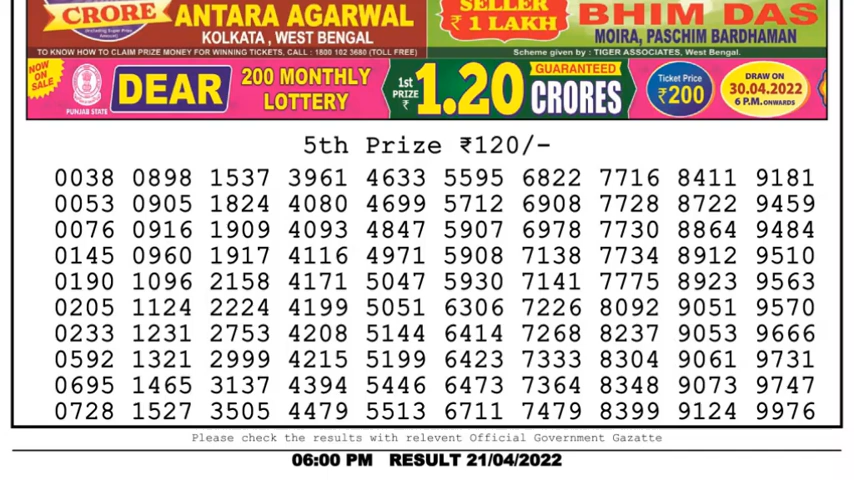 CRORE
ANTARA AGARWAL
KOLKATA , WEST BENGAL
TO KNOW HOW TO CLAIM PRIZE MONEY FOR WINNING TICKETS, CALL : 1800 102 3680 (TOLL FREE)
SELLER
₹ 1 LAKH
BHIM DAS
MOIRA, PASCHIM BARDHAMAN
Scheme given by : TIGER ASSOCIATES, West Bengal.
NOW ON SALE
PUNJAB STATE
DEAR
200 MONTHLY
LOTTERY
1st PRIZE ₹
1.20
GUARANTEED
CRORES
Ticket Price
₹200
DRAW ON
30.04.2022
6 P.M. ONWARDS
5th Prize ₹120/-
0038 0898 1537 3961 4633 5595 6822 7716 8411 9181
0053 0905 1824 4080 4699 5712 6908 7728 8722 9459
0076 0916 1909 4093 4847 5907 6978 7730 8864 9484
0145 0960 1917 4116 4971 5908 7138 7734 8912 9510
0190 1096 2158 4171 5047 5930 7141 7775 8923 9563
0205 1124 2224 4199 5051 6306 7226 8092 9051 9570
0233 1231 2753 4208 5144 6414 7268 8237 9053 9666
0592 1321 2999 4215 5199 6423 7333 8304 9061 9731
0695 1465 3137 4394 5446 6473 7364 8348 9073 9747
0728 1527 3505 4479 5513 6711 7479 8399 9124 9976
Please check the results with relevent Official Government Gazatte
06:00 PM RESULT 21/04/2022